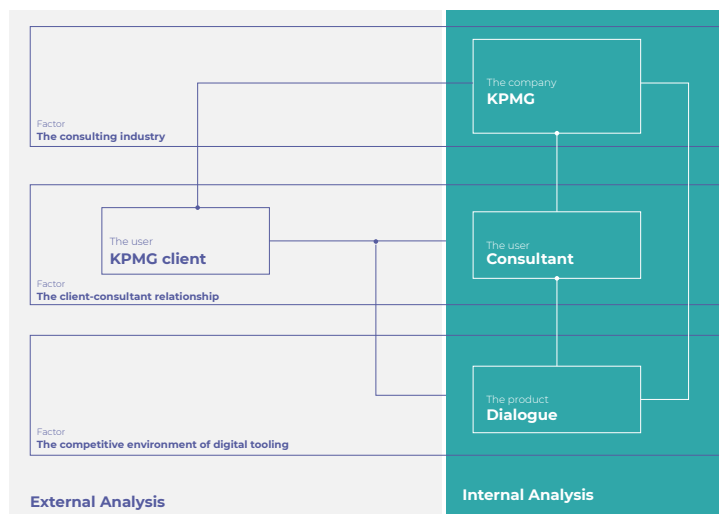 The company
KPMG
Factor
The consulting industry
The user
KPMG client
Factor
The client-consultant relationship
The user
Consultant
The product
Dialogue
Factor
The competitive environment of digital tooling
External Analysis
Internal Analysis